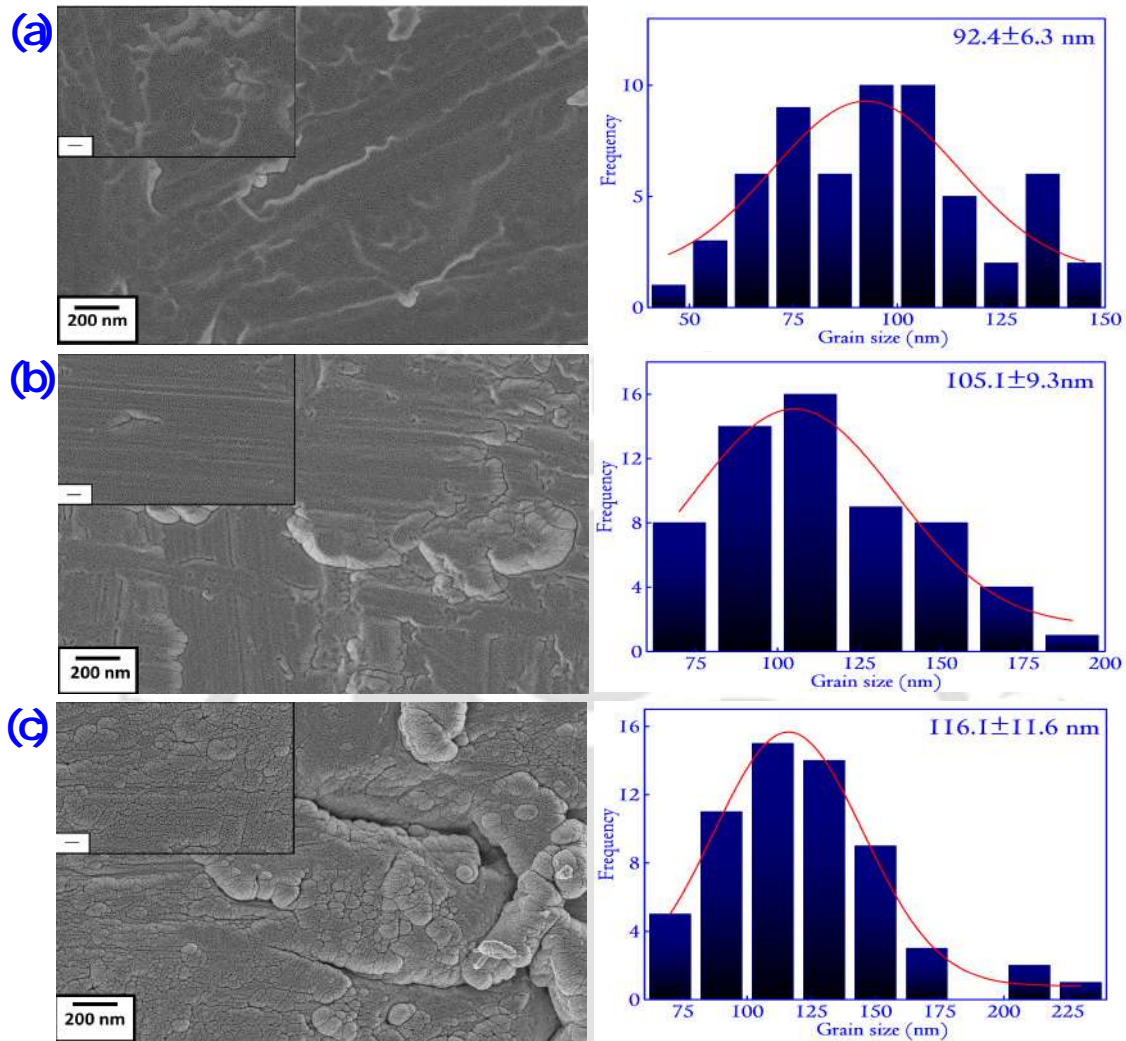 (a)
200 nm
92.4±6.3 nm
Frequency
10
5
0
50 75 100 125 150
Grain size (nm)
(b)
200 nm
105.1±9.3nm
Frequency
16
12
8
4
0
75 100 125 150 175 200
Grain size (nm)
(c)
200 nm
116.1±11.6 nm
Frequency
16
12
8
4
0
75 100 125 150 175 200 225
Grain size (nm)